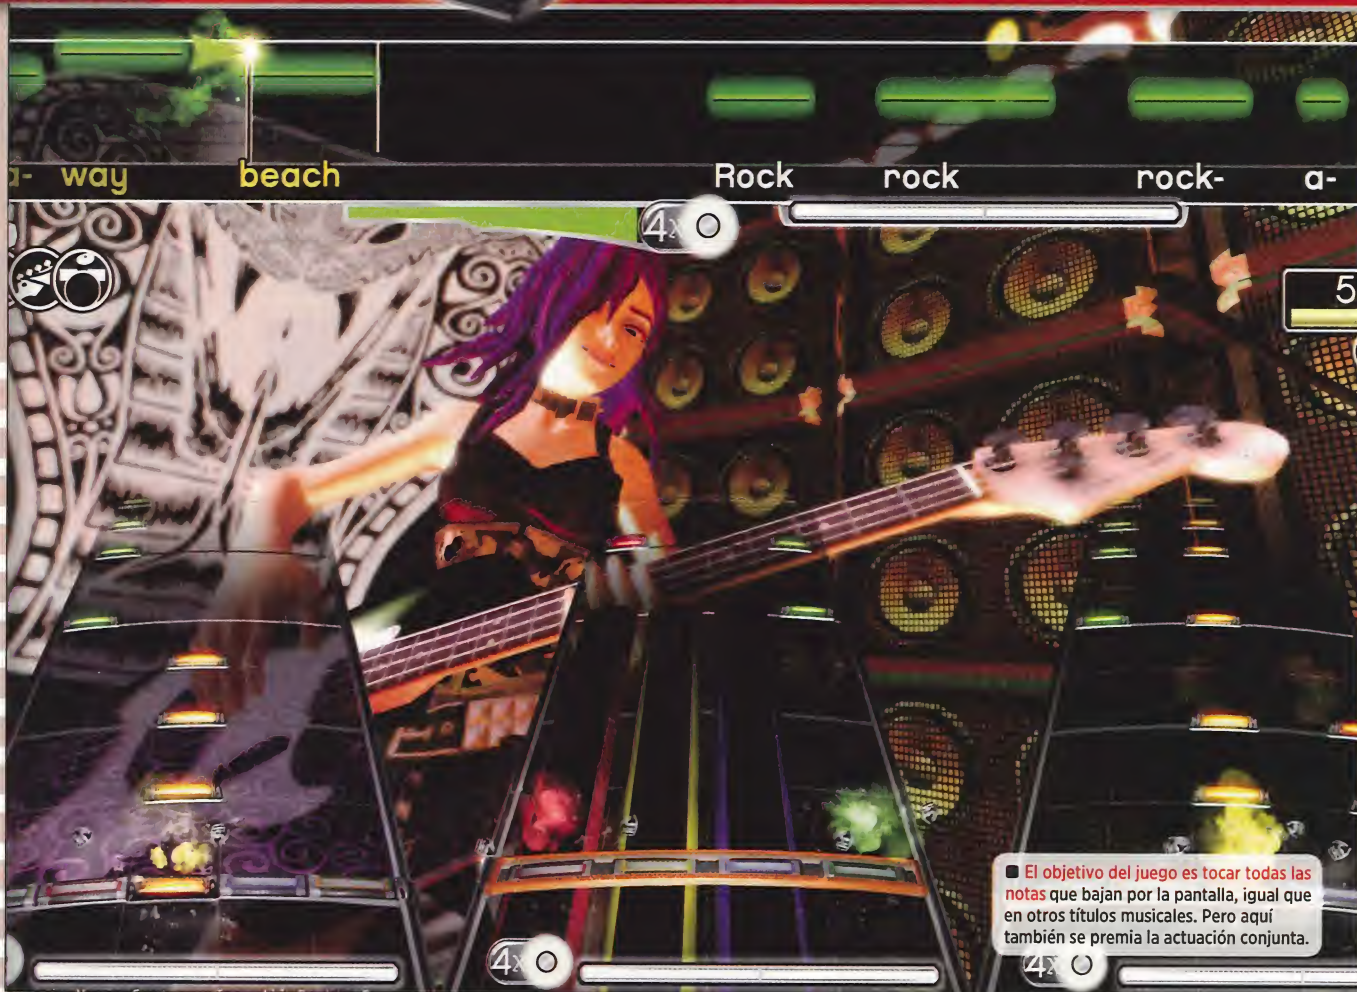 a- way beach Rock rock rock- a-
4x
5
■ El objetivo del juego es tocar todas las
notas que bajan por la pantalla, igual que
en otros títulos musicales. Pero aquí
también se premia la actuación conjunta.
4x
4x